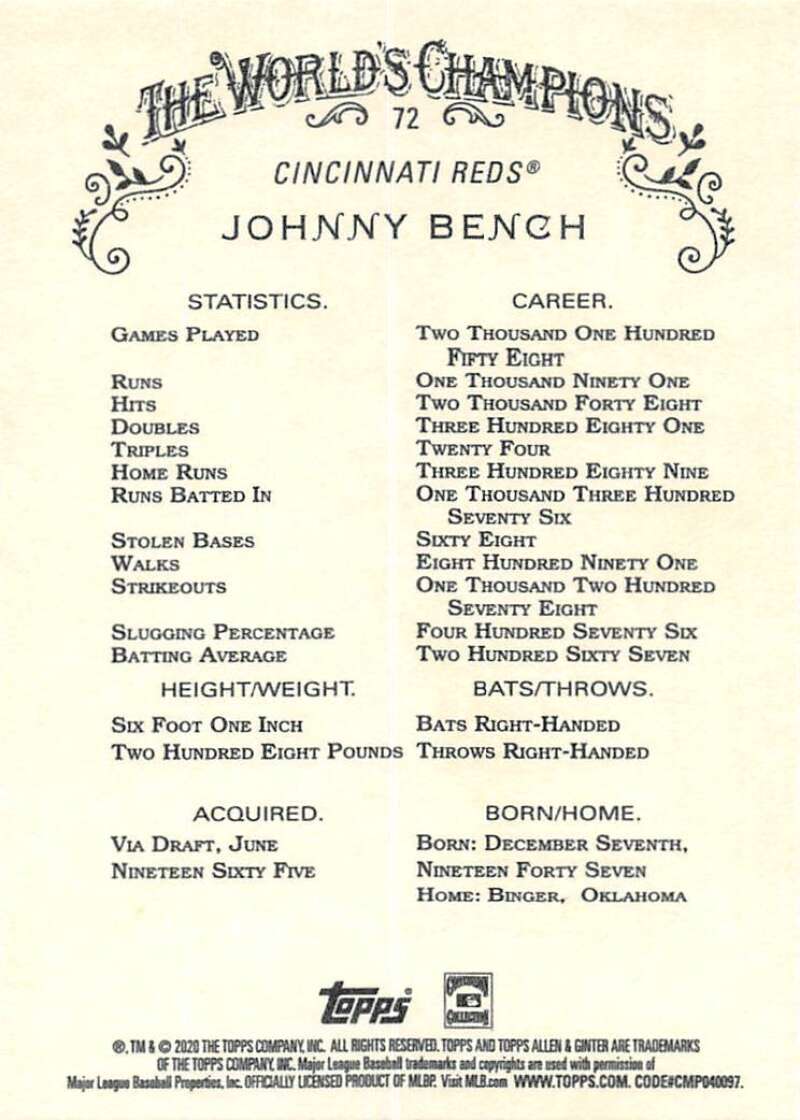 THE WORLD'S CHAMPIONS
72
CINCINNATI REDS®
JOHNNY BENCH
STATISTICS. CAREER.
GAMES PLAYED TWO THOUSAND ONE HUNDRED
FIFTY EIGHT
RUNS ONE THOUSAND NINETY ONE
HITS TWO THOUSAND FORTY EIGHT
DOUBLES THREE HUNDRED EIGHTY ONE
TRIPLES TWENTY FOUR
HOME RUNS THREE HUNDRED EIGHTY NINE
RUNS BATTED IN ONE THOUSAND THREE HUNDRED
SEVENTY SIX
STOLEN BASES SIXTY EIGHT
WALKS EIGHT HUNDRED NINETY ONE
STRIKEOUTS ONE THOUSAND TWO HUNDRED
SEVENTY EIGHT
SLUGGING PERCENTAGE FOUR HUNDRED SEVENTY SIX
BATTING AVERAGE TWO HUNDRED SIXTY SEVEN
HEIGHT/WEIGHT. BATS/THROWS.
SIX FOOT ONE INCH BATS RIGHT-HANDED
TWO HUNDRED EIGHT POUNDS THROWS RIGHT-HANDED
ACQUIRED. BORN/HOME.
VIA DRAFT, JUNE BORN: DECEMBER SEVENTH,
NINETEEN SIXTY FIVE NINETEEN FORTY SEVEN
HOME: BINGER, OKLAHOMA
Topps® COOPERSTOWN
COLLECTION
®, TM & © 2020 THE TOPPS COMPANY, INC. ALL RIGHTS RESERVED. TOPPS AND TOPPS ALLEN & GINTER ARE TRADEMARKS
OF THE TOPPS COMPANY, INC. Major League Baseball trademarks and copyrights are used with permission of
Major League Baseball Properties, Inc. OFFICIALLY LICENSED PRODUCT OF MLBP. Visit MLB.com WWW.TOPPS.COM. CODE#CMP040097.